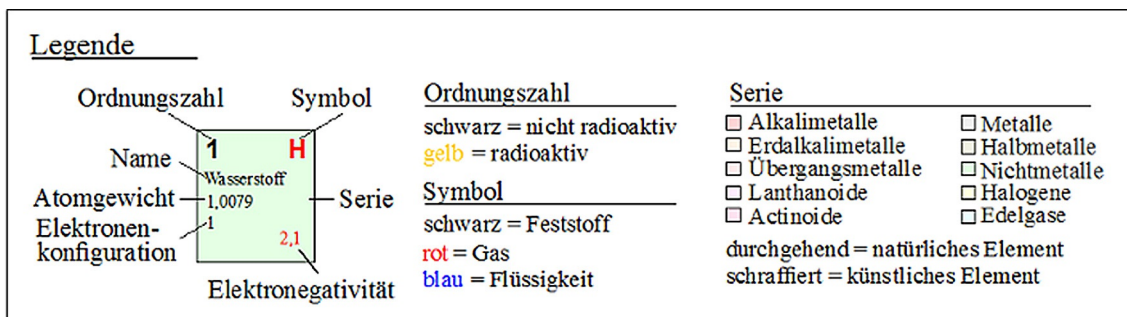 Legende
Ordnungszahl
Symbol
1
H
Name
Wasserstoff
Atomgewicht
1,0079
Serie
Elektronen-
konfiguration
1
2,1
Elektronegativität
Ordnungszahl
schwarz = nicht radioaktiv
gelb = radioaktiv
Symbol
schwarz = Feststoff
rot = Gas
blau = Flüssigkeit
Serie
Alkalimetalle
Erdalkalimetalle
Übergangsmetalle
Lanthanoide
Actinoide
Metalle
Halbmetalle
Nichtmetalle
Halogene
Edelgase
durchgehend = natürliches Element
schraffiert = künstliches Element